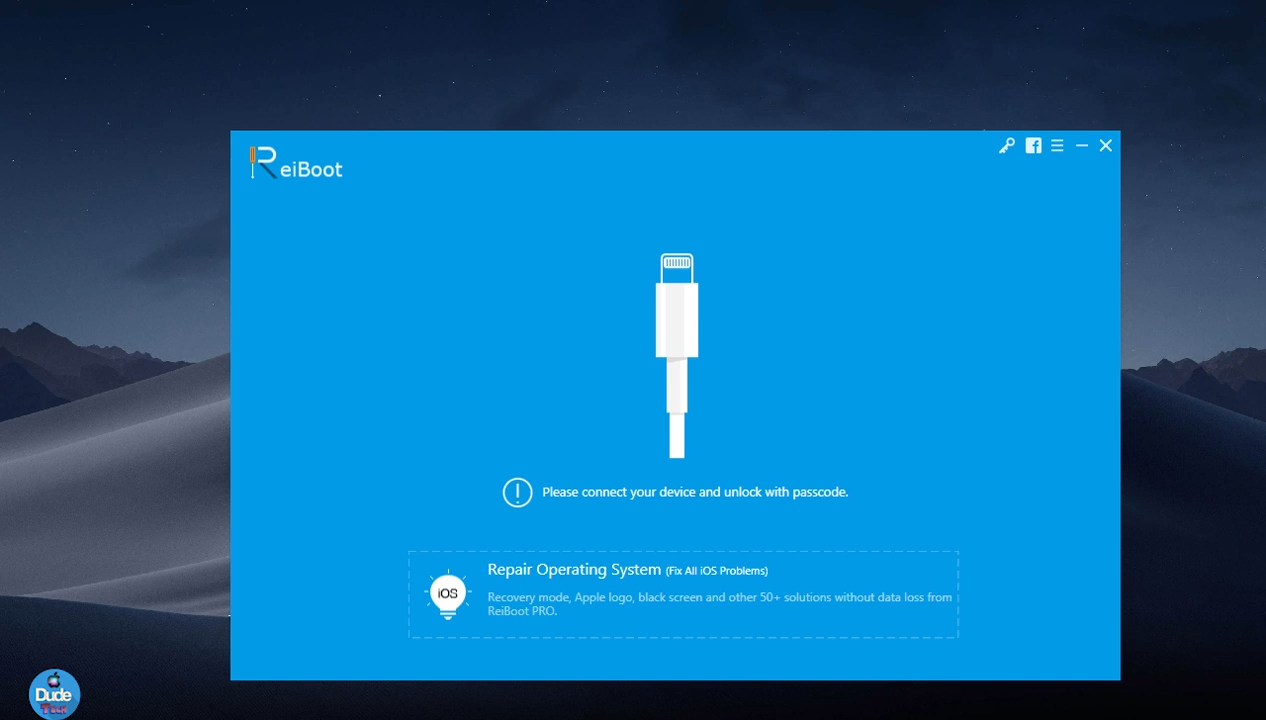 ReiBoot
Please connect your device and unlock with passcode.
Repair Operating System (Fix All iOS Problems)
iOS
Recovery mode, Apple logo, black screen and other 50+ solutions without data loss from
ReiBoot PRO.
Dude
Tech